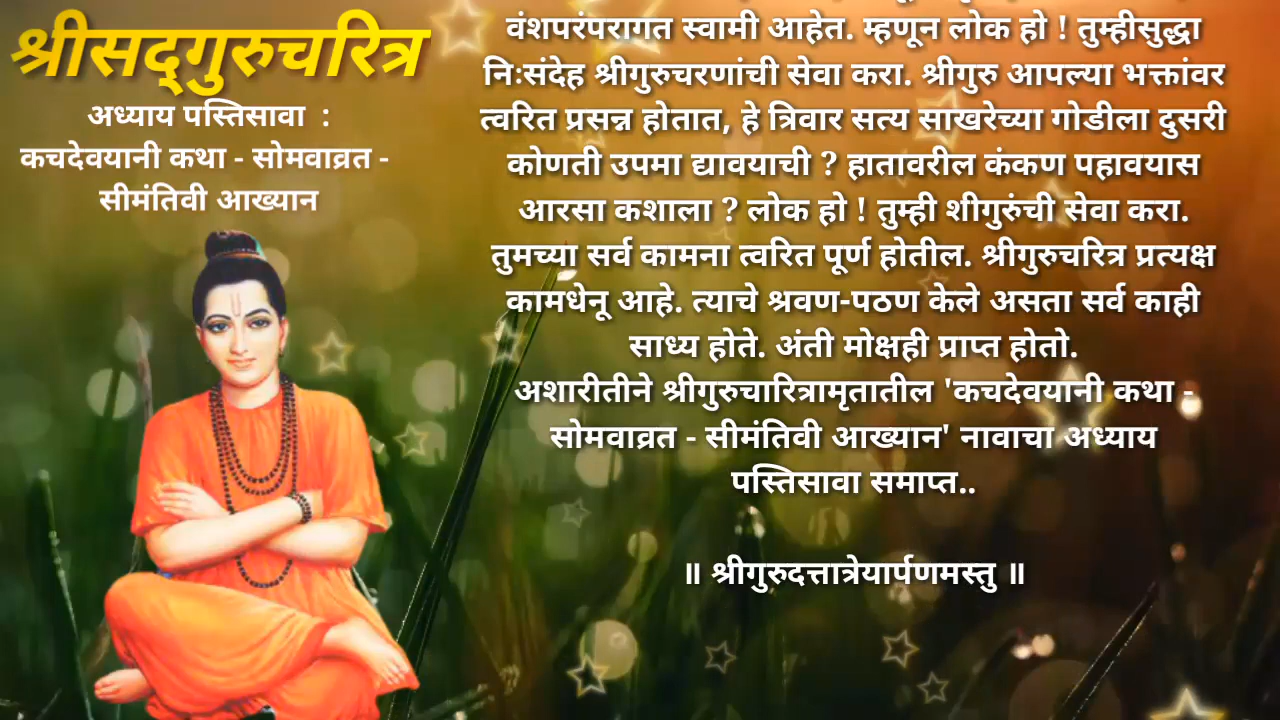 श्रीसद्गुरुचरित्र
अध्याय पस्तिसावा :
कचदेवयानी कथा - सोमवाव्रत -
सीमंतिवी आख्यान
वंशपरंपरागत स्वामी आहेत. म्हणून लोक हो ! तुम्हीसुद्धा
निःसंदेह श्रीगुरुचरणांची सेवा करा. श्रीगुरु आपल्या भक्तांवर
त्वरित प्रसन्न होतात, हे त्रिवार सत्य साखरेच्या गोडीला दुसरी
कोणती उपमा द्यावयाची ? हातावरील कंकण पहावयास
आरसा कशाला ? लोक हो ! तुम्ही शीगुरुंची सेवा करा.
तुमच्या सर्व कामना त्वरित पूर्ण होतील. श्रीगुरुचरित्र प्रत्यक्ष
कामधेनू आहे. त्याचे श्रवण-पठण केले असता सर्व काही
साध्य होते. अंती मोक्षही प्राप्त होतो.
अशारीतीने श्रीगुरुचारित्रामृतातील 'कचदेवयानी कथा -
सोमवाव्रत - सीमंतिवी आख्यान' नावाचा अध्याय
पस्तिसावा समाप्त..
॥ श्रीगुरुदत्तात्रेयार्पणमस्तु ॥